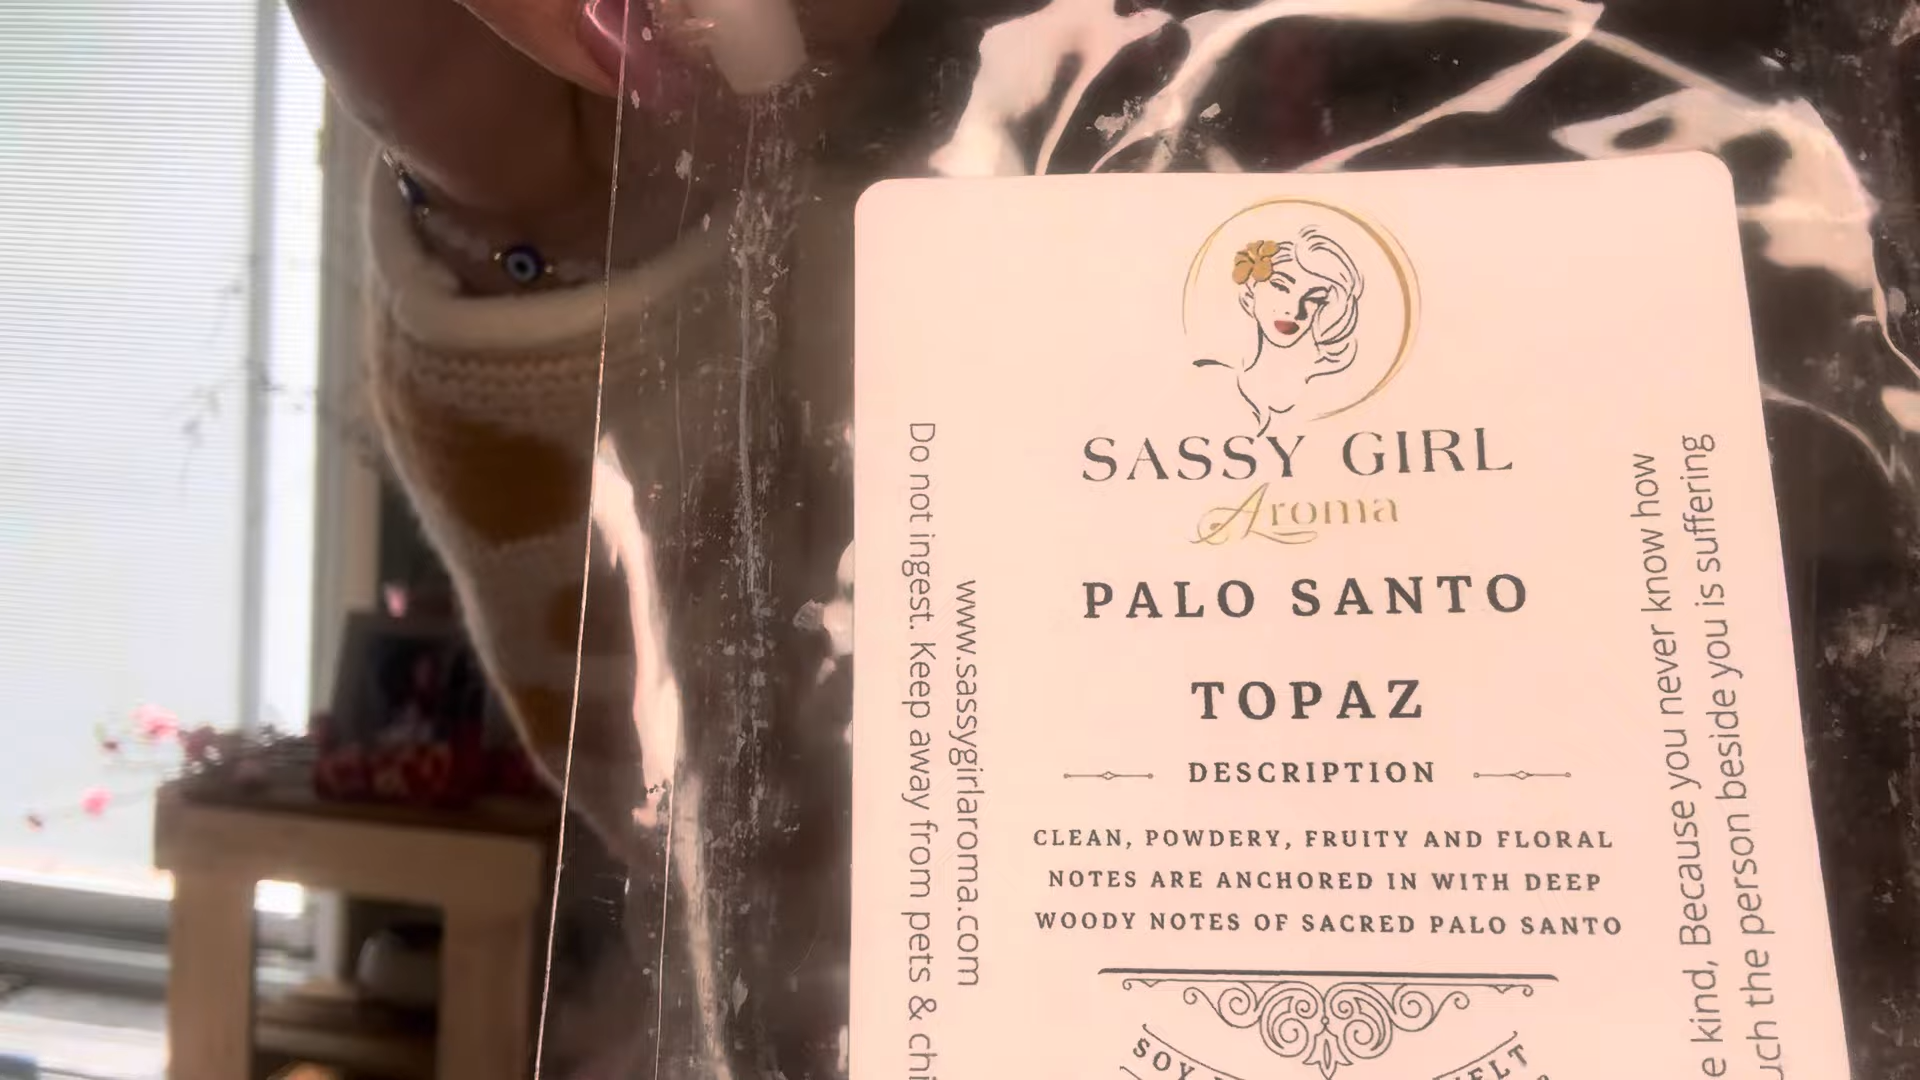 SASSY GIRL
Aroma
PALO SANTO
TOPAZ
DESCRIPTION
CLEAN, POWDERY, FRUITY AND FLORAL
NOTES ARE ANCHORED IN WITH DEEP
WOODY NOTES OF SACRED PALO SANTO
SOY
Do not ingest. Keep away from pets &
www.sassygirlaroma.com
kind, Because you never know how
the person beside you is suffering